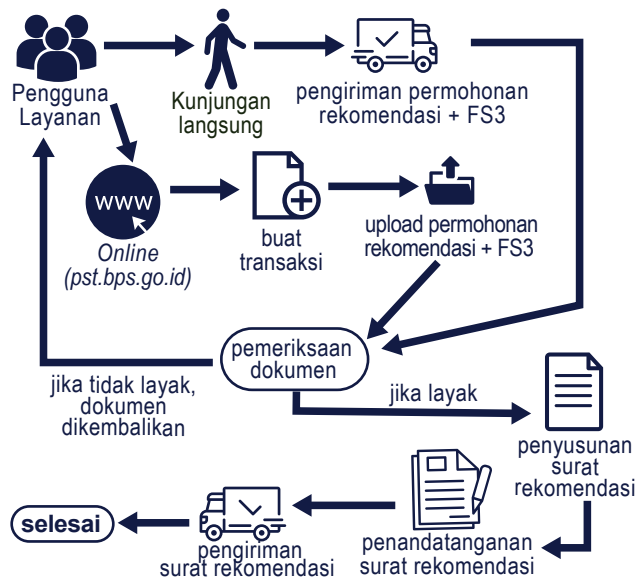 Pengguna
Layanan
Kunjungan
langsung
pengiriman permohonan
rekomendasi + FS3
www
Online
(pst.bps.go.id)
buat
transaksi
upload permohonan
rekomendasi + FS3
pemeriksaan
dokumen
jika tidak layak,
dokumen
dikembalikan
jika layak
penyusunan
surat
rekomendasi
penandatanganan
surat rekomendasi
pengiriman
surat rekomendasi
selesai